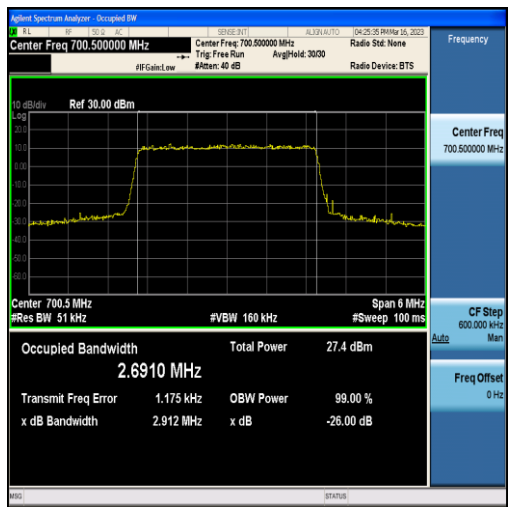 Agilent Spectrum Analyzer - Occupied BW
RL RF 50 Ω AC SENSE:INT ALIGN AUTO 04:25:35 PM Mar 16, 2023
Center Freq 700.500000 MHz
Center Freq: 700.500000 MHz
Radio Std: None
Trig: Free Run Avg|Hold: 30/30
#IFGain:Low #Atten: 40 dB Radio Device: BTS
Frequency
10 dB/div Ref 30.00 dBm
Log
20.0
10.0
0.00
-10.0
-20.0
-30.0
-40.0
-50.0
-60.0
Center Freq
700.500000 MHz
Center 700.5 MHz Span 6 MHz
#Res BW 51 kHz #VBW 160 kHz #Sweep 100 ms
CF Step
600.000 kHz
Auto Man
Occupied Bandwidth Total Power 27.4 dBm
2.6910 MHz
Transmit Freq Error 1.175 kHz OBW Power 99.00 %
x dB Bandwidth 2.912 MHz x dB -26.00 dB
Freq Offset
0 Hz
MSG STATUS